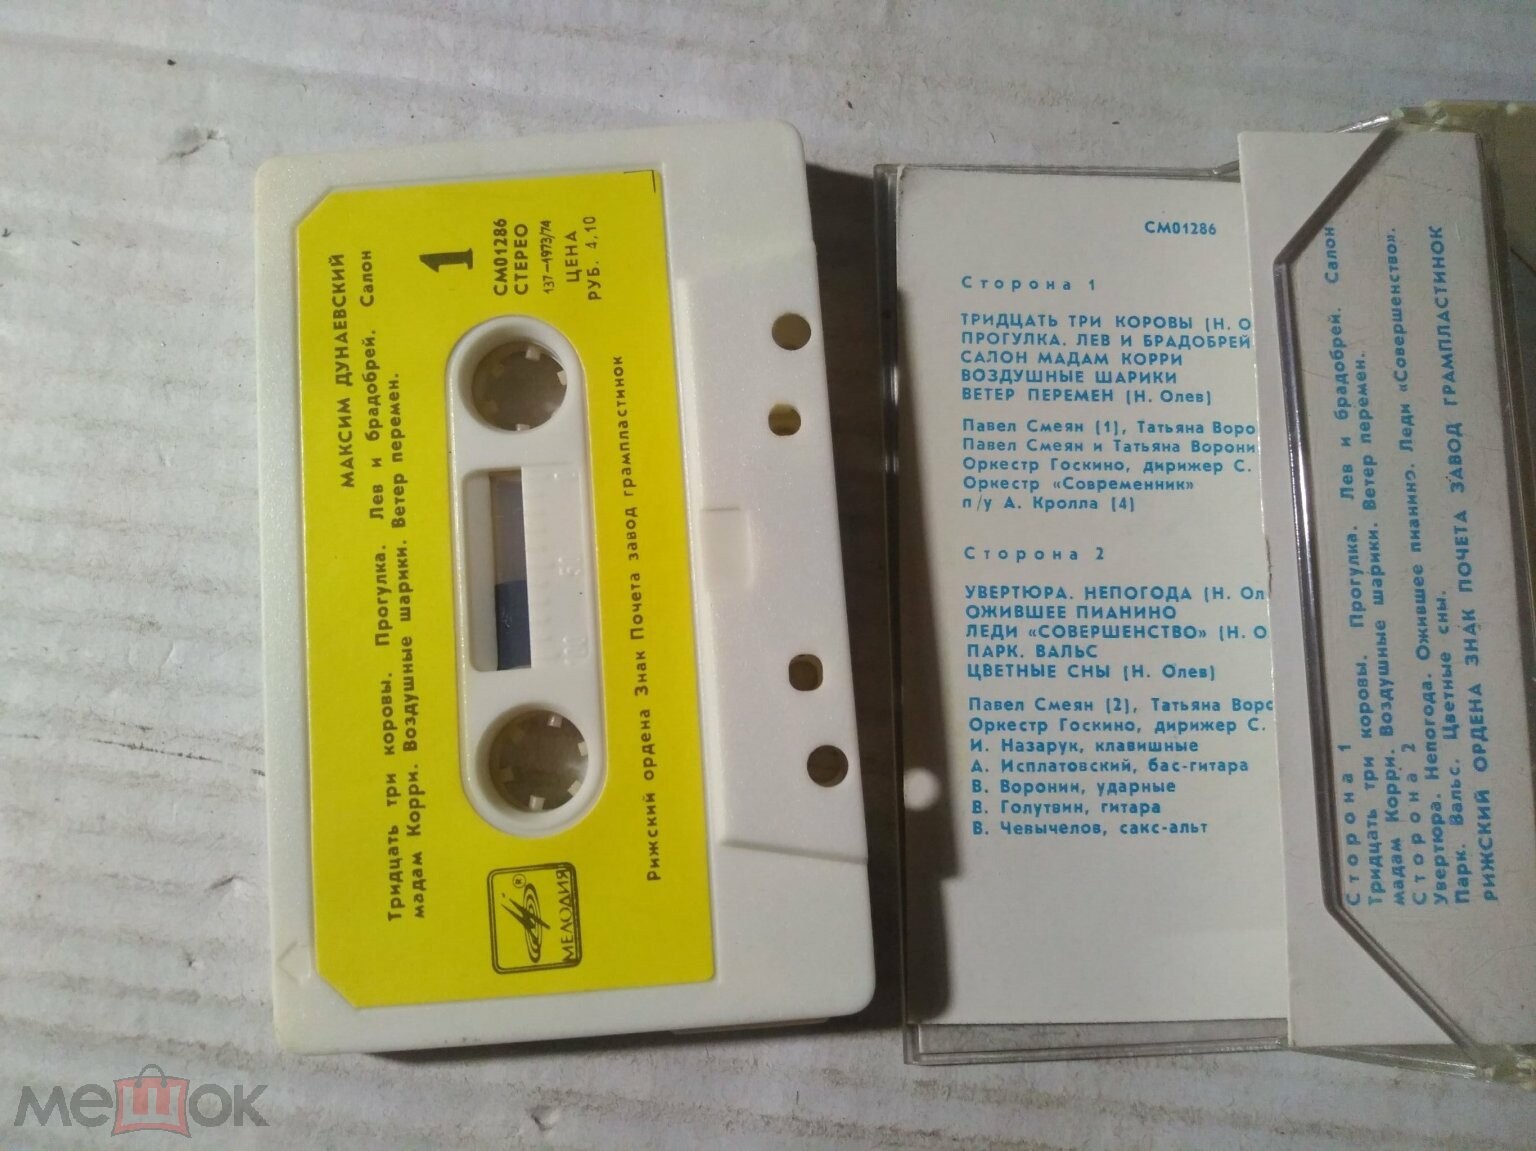 МАКСИМ ДУНАЕВСКИЙ
Тридцать три коровы. Прогулка. Лев и брадобрей. Салон
мадам Корри. Воздушные шарики. Ветер перемен.
1
СМ01286
СТЕРЕО
137—1973/74
ЦЕНА
РУБ. 4,10
®
МЕЛОДИЯ
Рижский ордена Знак Почета завод грампластинок
СМ01286
Сторона 1
ТРИДЦАТЬ ТРИ КОРОВЫ (Н. О
ПРОГУЛКА. ЛЕВ И БРАДОБРЕЙ
САЛОН МАДАМ КОРРИ
ВОЗДУШНЫЕ ШАРИКИ
ВЕТЕР ПЕРЕМЕН (Н. Олев)
Павел Смеян (1), Татьяна Воро
Павел Смеян и Татьяна Ворони
Оркестр Госкино, дирижер С.
Оркестр «Современник»
п/у А. Кролла (4)
Сторона 2
УВЕРТЮРА. НЕПОГОДА (Н. Ол
ОЖИВШЕЕ ПИАНИНО
ЛЕДИ «СОВЕРШЕНСТВО» (Н. О
ПАРК. ВАЛЬС
ЦВЕТНЫЕ СНЫ (Н. Олев)
Павел Смеян (2), Татьяна Ворс
Оркестр Госкино, дирижер С.
И. Назарук, клавишные
А. Исплатовский, бас-гитара
В. Воронин, ударные
В. Голутвин, гитара
В. Чевычелов, сакс-альт
Сторона 1
Тридцать три коровы. Прогулка. Лев и брадобрей. Салон
мадам Корри. Воздушные шарики. Ветер перемен.
Сторона 2
Увертюра. Непогода. Ожившее пианино. Леди «Совершенство».
Парк. Вальс. Цветные сны.
РИЖСКИЙ ОРДЕНА ЗНАК ПОЧЕТА ЗАВОД ГРАМПЛАСТИНОК
мешок